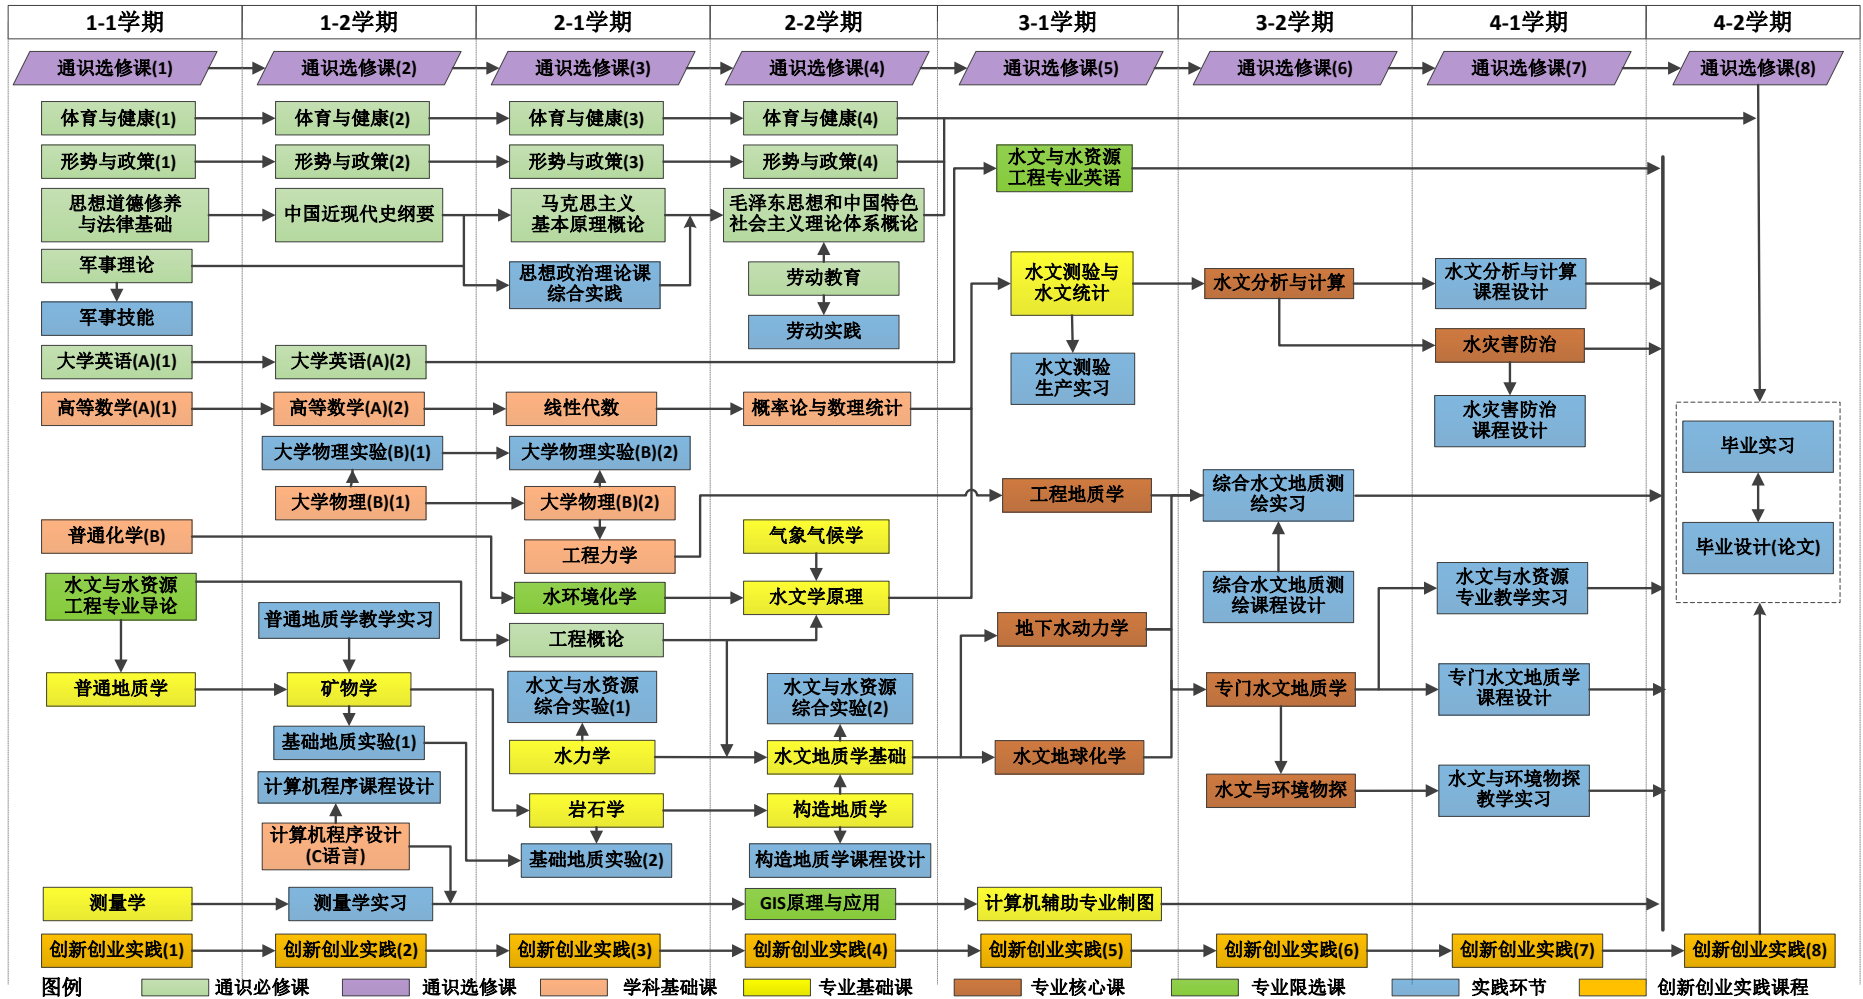 1-1学期
1-2学期
2-1学期
2-2学期
3-1学期
3-2学期
4-1学期
4-2学期
通识选修课(1)
通识选修课(2)
通识选修课(3)
通识选修课(4)
通识选修课(5)
通识选修课(6)
通识选修课(7)
通识选修课(8)
体育与健康(1)
体育与健康(2)
体育与健康(3)
体育与健康(4)
形势与政策(1)
形势与政策(2)
形势与政策(3)
形势与政策(4)
水文与水资源
工程专业英语
思想道德修养
与法律基础
中国近现代史纲要
马克思主义
基本原理概论
毛泽东思想和中国特色
社会主义理论体系概论
军事理论
思想政治理论课
综合实践
劳动教育
水文测验与
水文统计
水文分析与计算
水文分析与计算
课程设计
军事技能
劳动实践
水灾害防治
大学英语(A)(1)
大学英语(A)(2)
水文测验
生产实习
高等数学(A)(1)
高等数学(A)(2)
线性代数
概率论与数理统计
水灾害防治
课程设计
大学物理实验(B)(1)
大学物理实验(B)(2)
毕业实习
大学物理(B)(1)
大学物理(B)(2)
工程地质学
综合水文地质测
绘实习
普通化学(B)
工程力学
气象气候学
毕业设计(论文)
水文与水资源
工程专业导论
水环境化学
水文学原理
综合水文地质测
绘课程设计
水文与水资源
专业教学实习
普通地质学教学实习
工程概论
地下水动力学
普通地质学
矿物学
水文与水资源
综合实验(1)
水文与水资源
综合实验(2)
专门水文地质学
专门水文地质学
课程设计
基础地质实验(1)
水力学
水文地质学基础
水文地球化学
计算机程序课程设计
水文与环境物探
水文与环境物探
教学实习
岩石学
构造地质学
计算机程序设计
(C语言)
基础地质实验(2)
构造地质学课程设计
测量学
测量学实习
GIS原理与应用
计算机辅助专业制图
创新创业实践(1)
创新创业实践(2)
创新创业实践(3)
创新创业实践(4)
创新创业实践(5)
创新创业实践(6)
创新创业实践(7)
创新创业实践(8)
图例
通识必修课
通识选修课
学科基础课
专业基础课
专业核心课
专业限选课
实践环节
创新创业实践课程